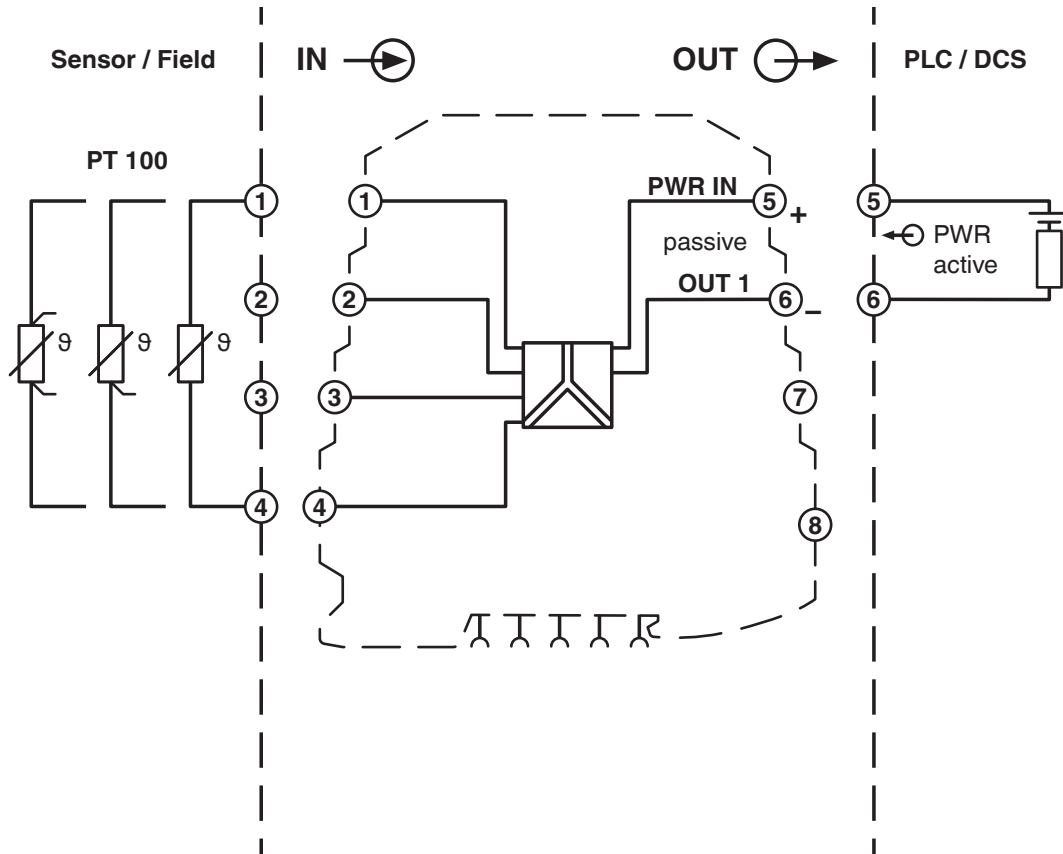 Sensor / Field
IN
OUT
PLC / DCS
PT 100
1
1
PWR IN
5
+
5
passive
PWR
active
2
2
OUT 1
6
–
6
ϑ
ϑ
ϑ
3
3
7
4
4
8